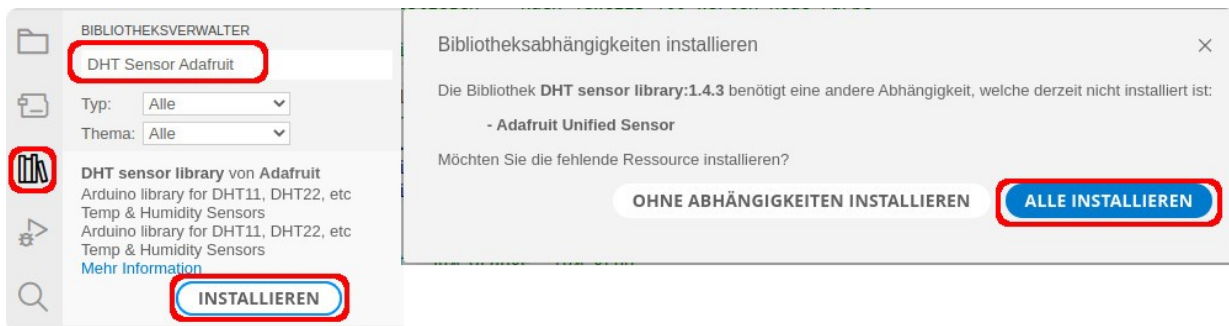 BIBLIOTHEKSVERWALTER
DHT Sensor Adafruit
Typ: Alle
Thema: Alle
DHT sensor library von Adafruit
Arduino library for DHT11, DHT22, etc
Temp & Humidity Sensors
Arduino library for DHT11, DHT22, etc
Temp & Humidity Sensors
Mehr Information
INSTALLIEREN
Bibliotheksabhängigkeiten installieren
Die Bibliothek DHT sensor library:1.4.3 benötigt eine andere Abhängigkeit, welche derzeit nicht installiert ist:
- Adafruit Unified Sensor
Möchten Sie die fehlende Ressource installieren?
OHNE ABHÄNGIGKEITEN INSTALLIEREN
ALLE INSTALLIEREN